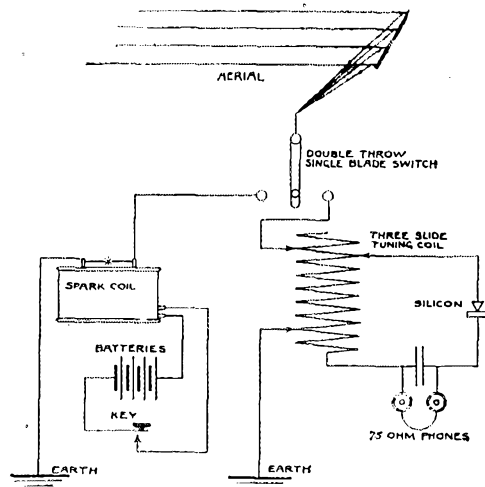 AERIAL
DOUBLE THROW
SINGLE BLADE SWITCH
THREE SLIDE
TUNING COIL
SPARK COIL
SILICON
BATTERIES
KEY
75 OHM PHONES
EARTH
EARTH